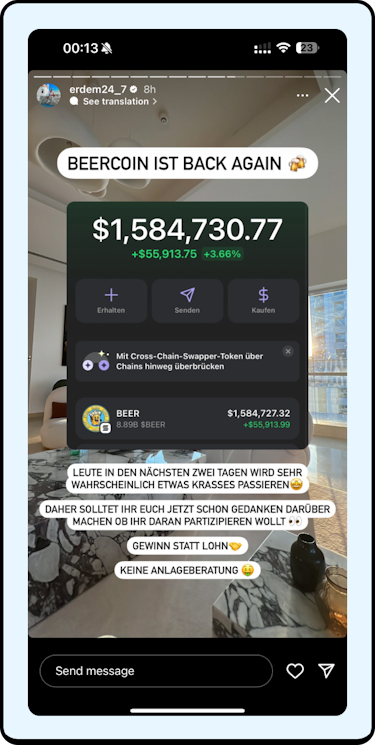 00:13
23
erdem24_7 8h
See translation >
BEERCOIN IST BACK AGAIN 🍻
$1,584,730.77
+$55,913.75 +3.66%
Erhalten Senden Kaufen
Mit Cross-Chain-Swapper-Token über
Chains hinweg überbrücken
BEER $1,584,727.32
8.89B $BEER +$55,913.99
LEUTE IN DEN NÄCHSTEN ZWEI TAGEN WIRD SEHR
WAHRSCHEINLICH ETWAS KRASSES PASSIEREN🤩
DAHER SOLLTET IHR EUCH JETZT SCHON GEDANKEN DARÜBER
MACHEN OB IHR DARAN PARTIZIPIEREN WOLLT 👀
GEWINN STATT LOHN🤝
KEINE ANLAGEBERATUNG 🤑
Send message